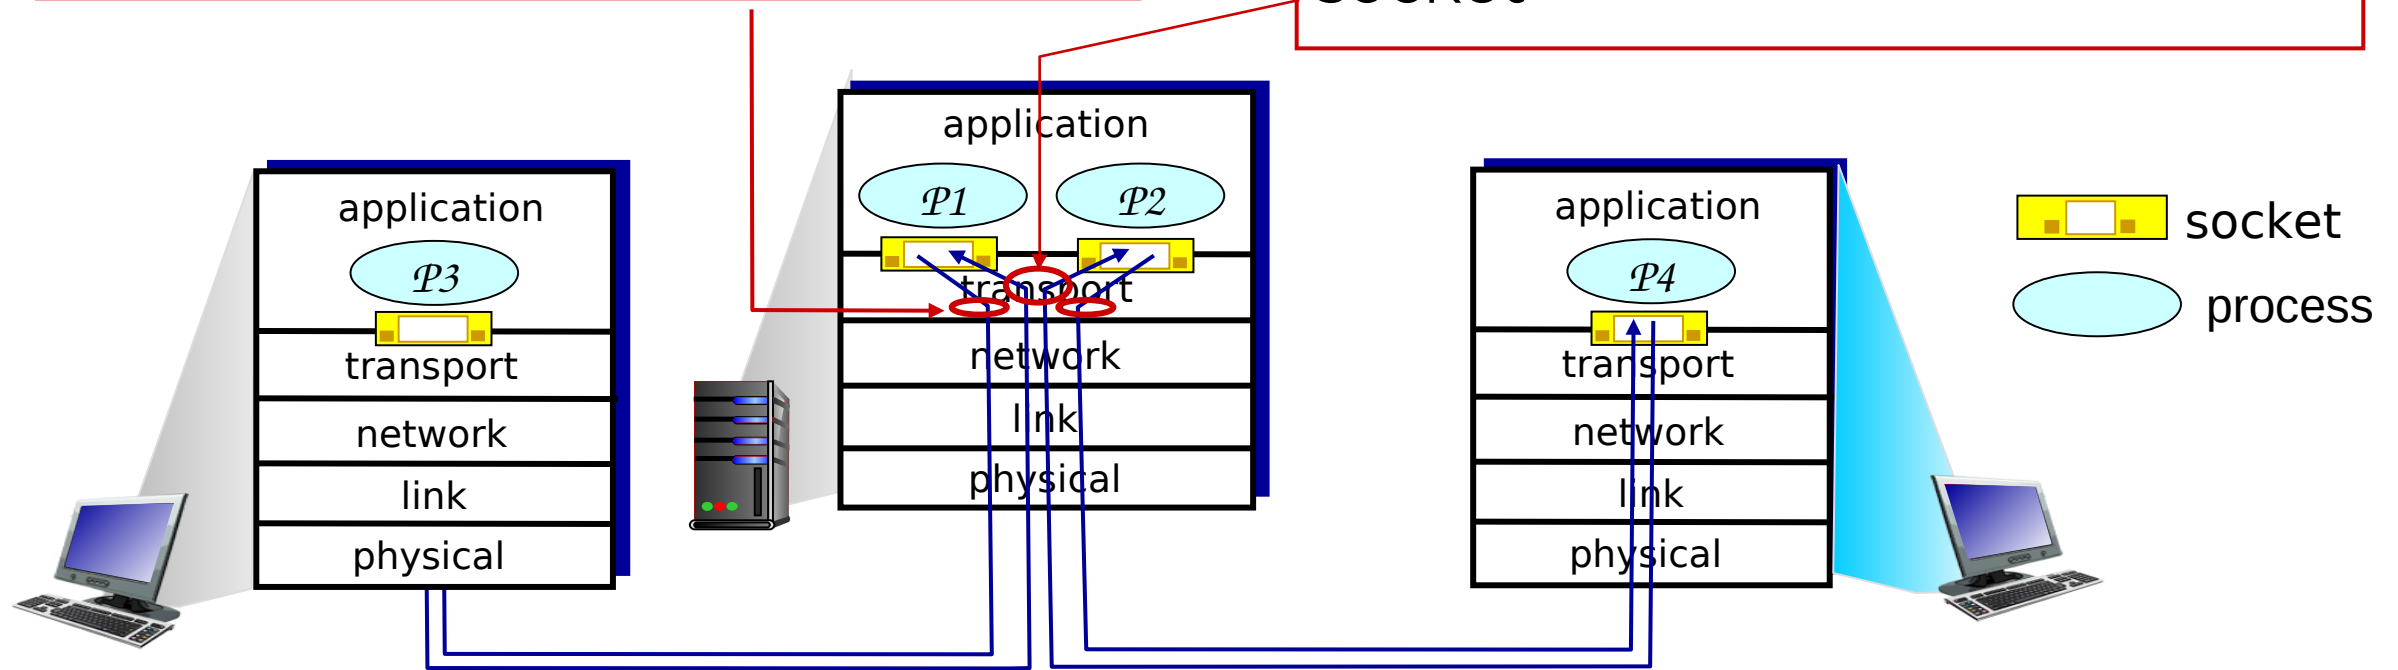 socket
application
P1 P2
transport
network
link
physical
application
P3
transport
network
link
physical
application
P4
transport
network
link
physical
socket
process